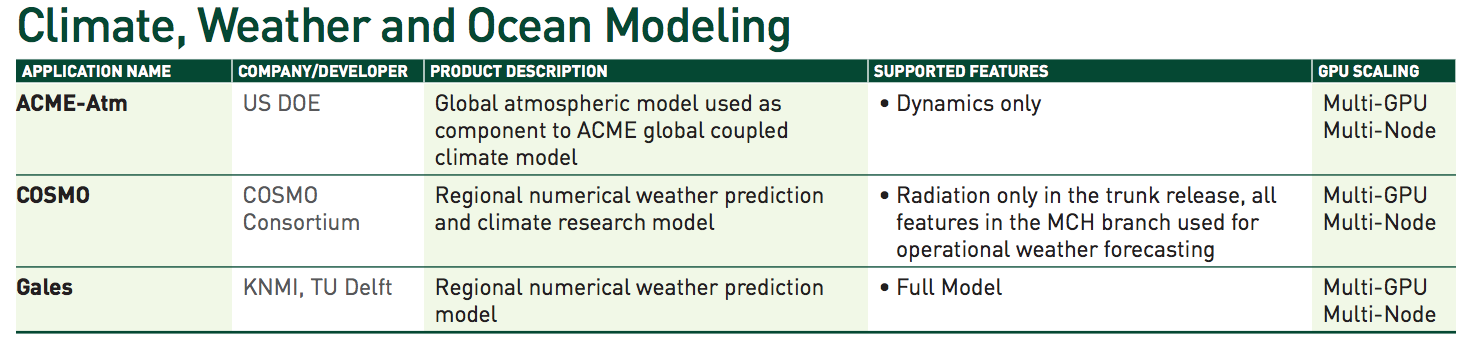 Climate, Weather and Ocean Modeling
APPLICATION NAME COMPANY/DEVELOPER PRODUCT DESCRIPTION SUPPORTED FEATURES GPU SCALING
ACME-Atm US DOE Global atmospheric model used as • Dynamics only Multi-GPU
component to ACME global coupled Multi-Node
climate model
COSMO COSMO Regional numerical weather prediction • Radiation only in the trunk release, all Multi-GPU
Consortium and climate research model features in the MCH branch used for Multi-Node
operational weather forecasting
Gales KNMI, TU Delft Regional numerical weather prediction • Full Model Multi-GPU
model Multi-Node